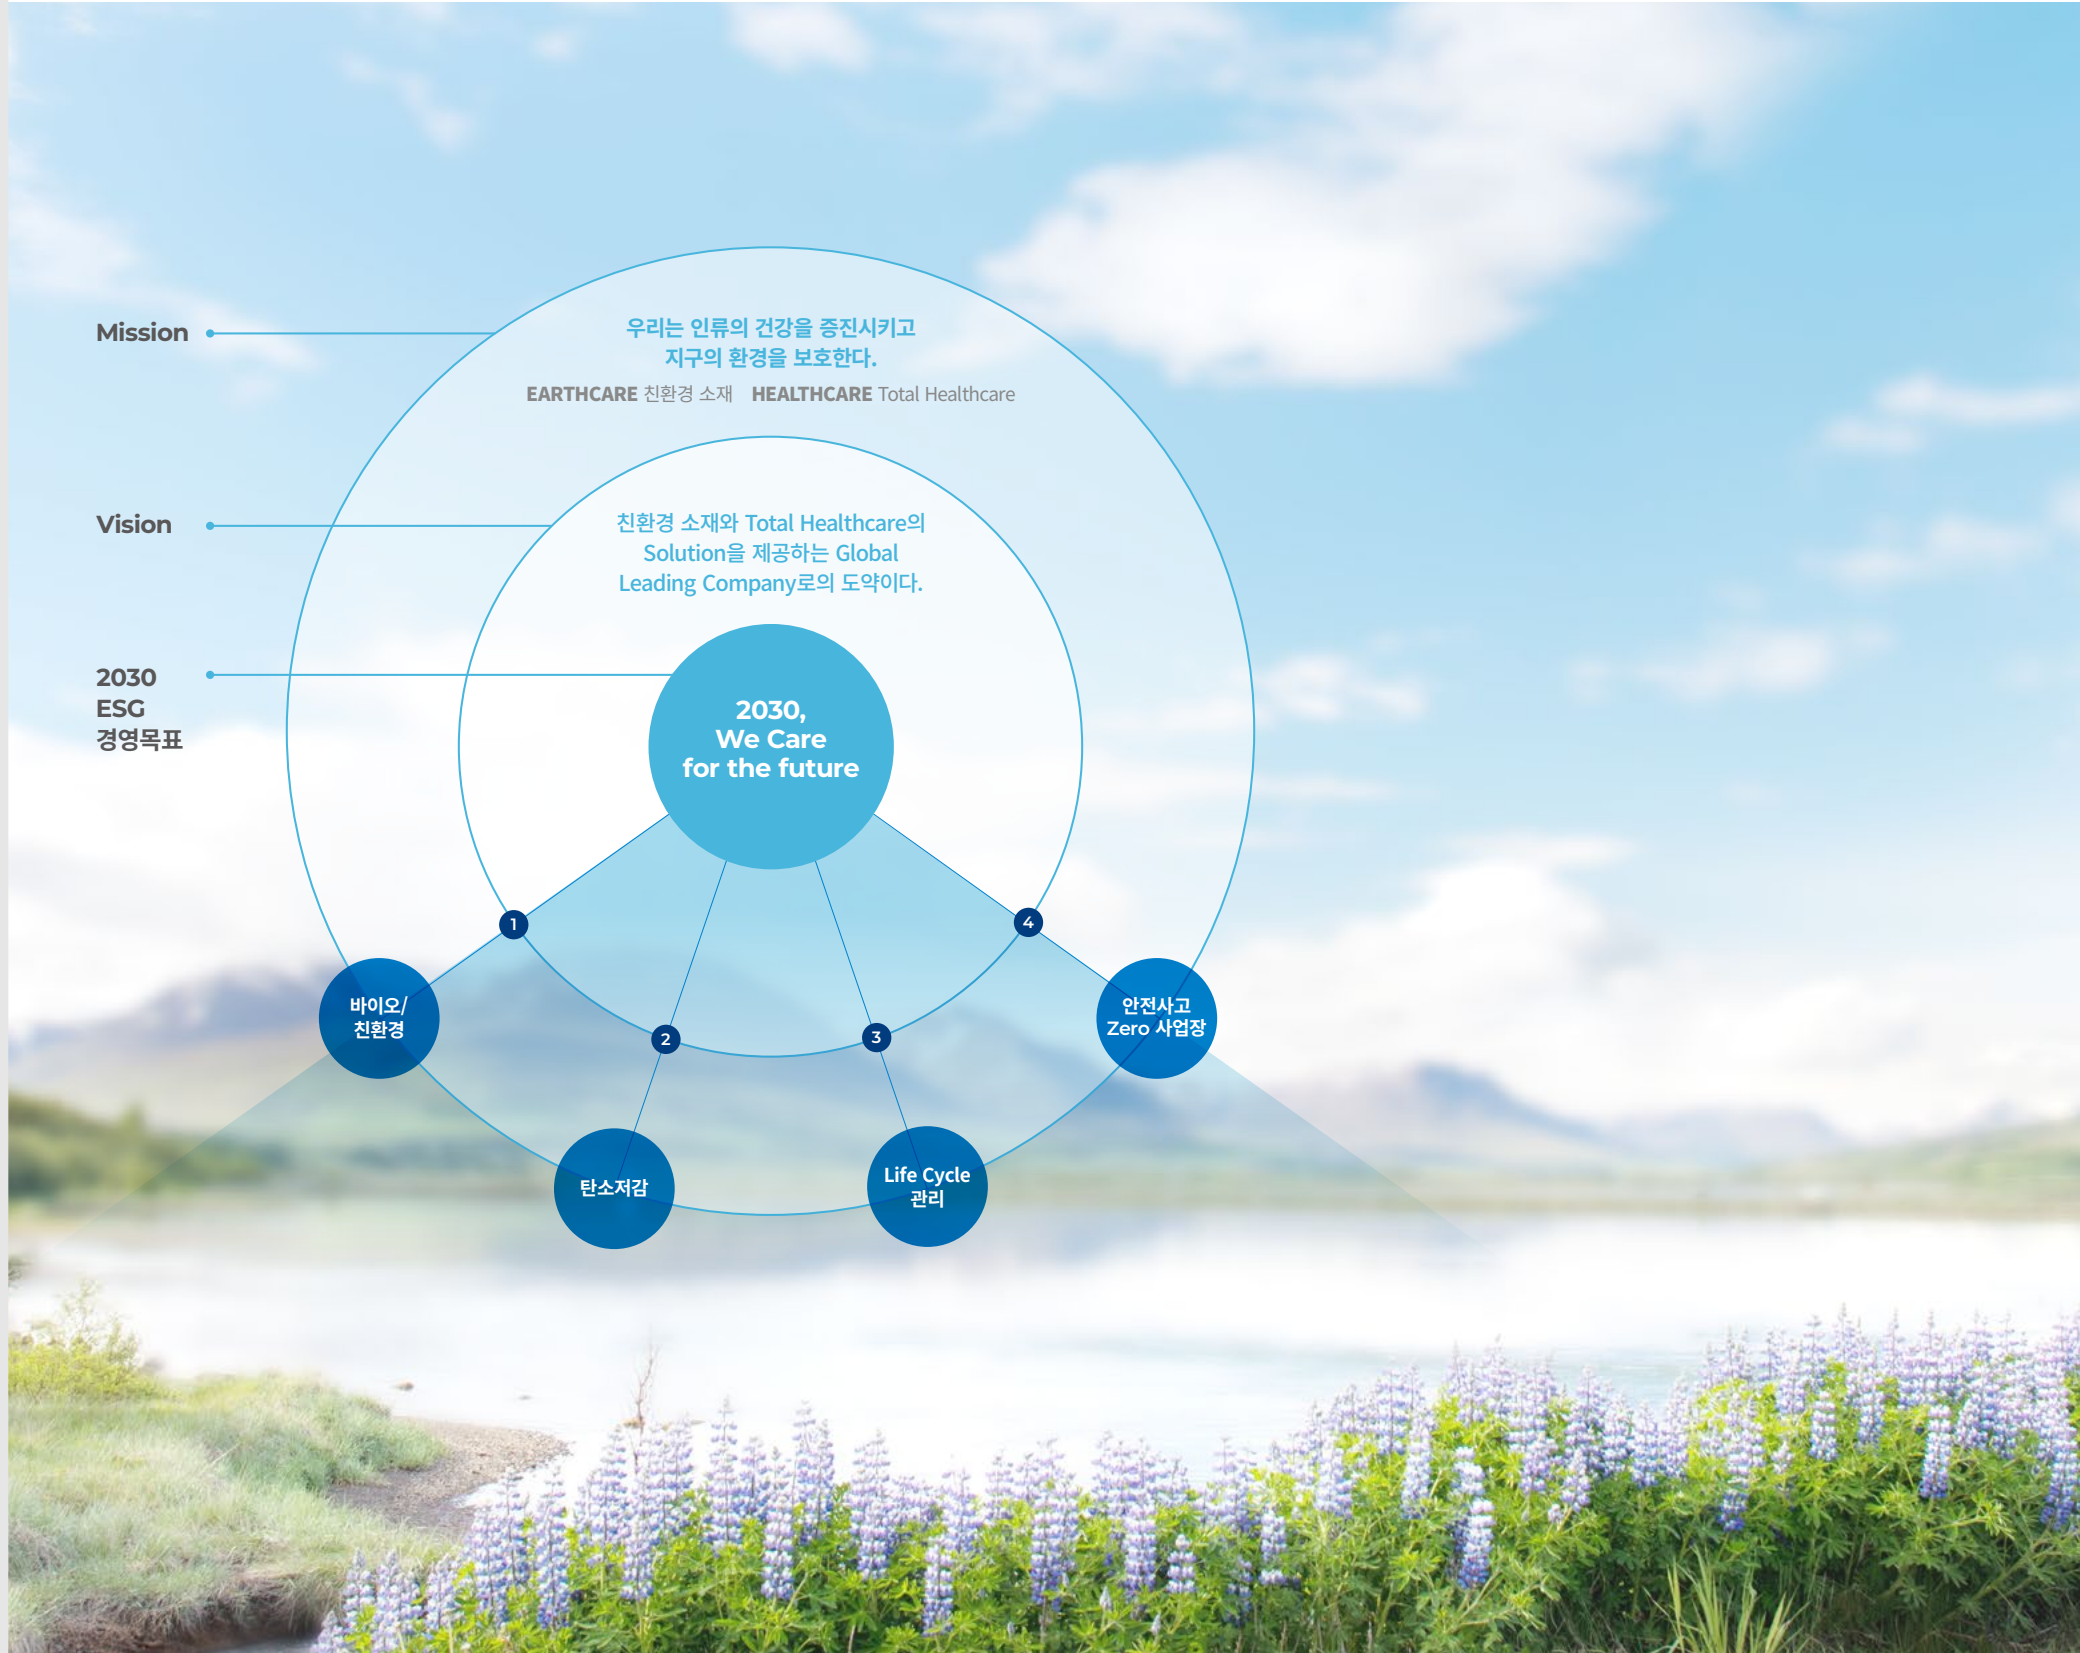 Mission
우리는 인류의 건강을 증진시키고
지구의 환경을 보호한다.
EARTHCARE 친환경 소재 HEALTHCARE Total Healthcare
Vision
친환경 소재와 Total Healthcare의
Solution을 제공하는 Global
Leading Company로의 도약이다.
2030
ESG
경영목표
2030,
We Care
for the future
1
2
3
4
바이오/
친환경
탄소저감
Life Cycle
관리
안전사고
Zero 사업장